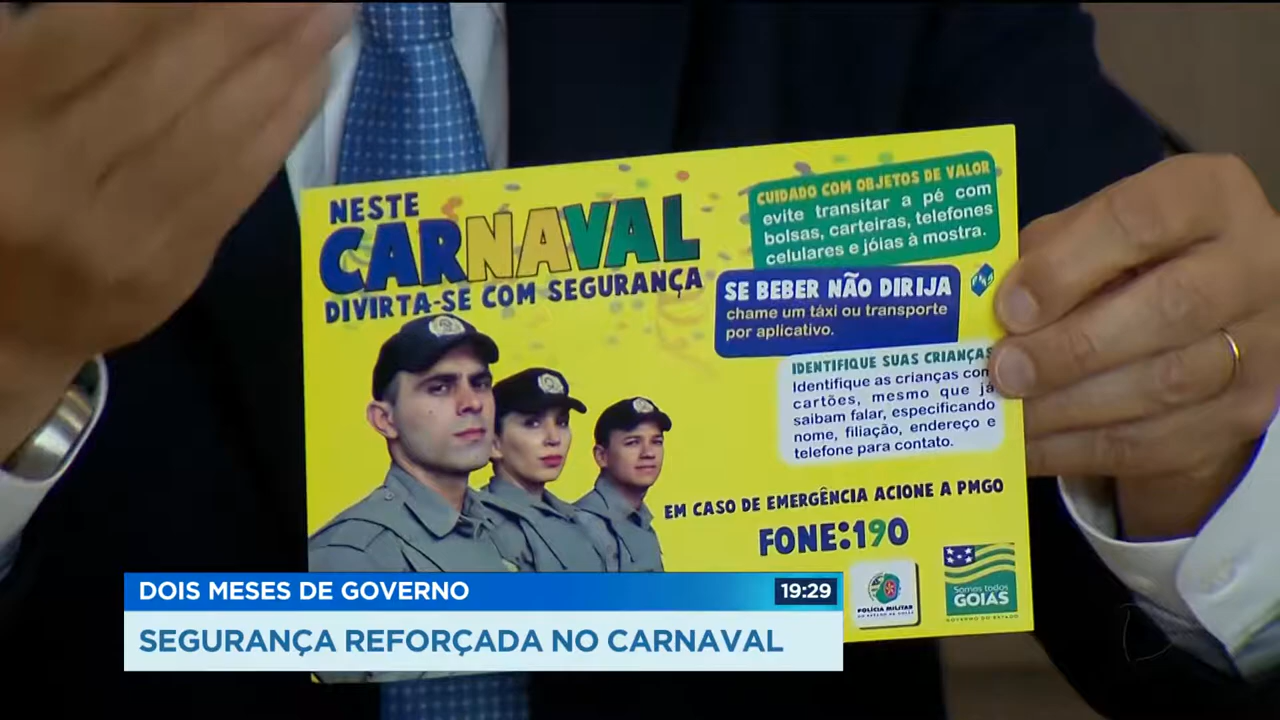 NESTE
CARNAVAL
DIVIRTA-SE COM SEGURANÇA
CUIDADO COM OBJETOS DE VALOR
evite transitar a pé com
bolsas, carteiras, telefones
celulares e jóias à mostra.
SE BEBER NÃO DIRIJA
chame um táxi ou transporte
por aplicativo.
IDENTIFIQUE SUAS CRIANÇAS
Identifique as crianças com
cartões, mesmo que já
saibam falar, especificando
nome, filiação, endereço e
telefone para contato.
EM CASO DE EMERGÊNCIA ACIONE A PMGO
FONE:190
POLÍCIA MILITAR
DO ESTADO DE GOIÁS
Somos todos
GOIÁS
GOVERNO DO ESTADO
DOIS MESES DE GOVERNO
19:29
SEGURANÇA REFORÇADA NO CARNAVAL